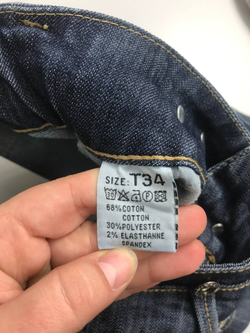 SIZE: T34
68%COTON
COTTON
30%POLYESTER
2% ELASTHANNE
SPANDEX